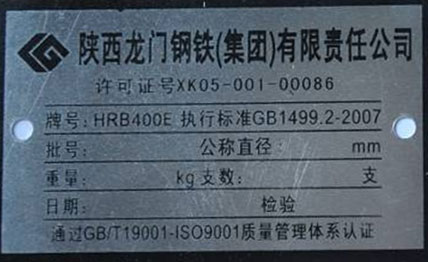 陕西龙门钢铁(集团)有限责任公司
许可证号XK05-001-00086
牌号: HRB400E 执行标准GB1499.2-2007
批号: 公称直径: mm
重量: kg 支数: 支
日期: 检验
通过GB/T19001-ISO9001质量管理体系认证